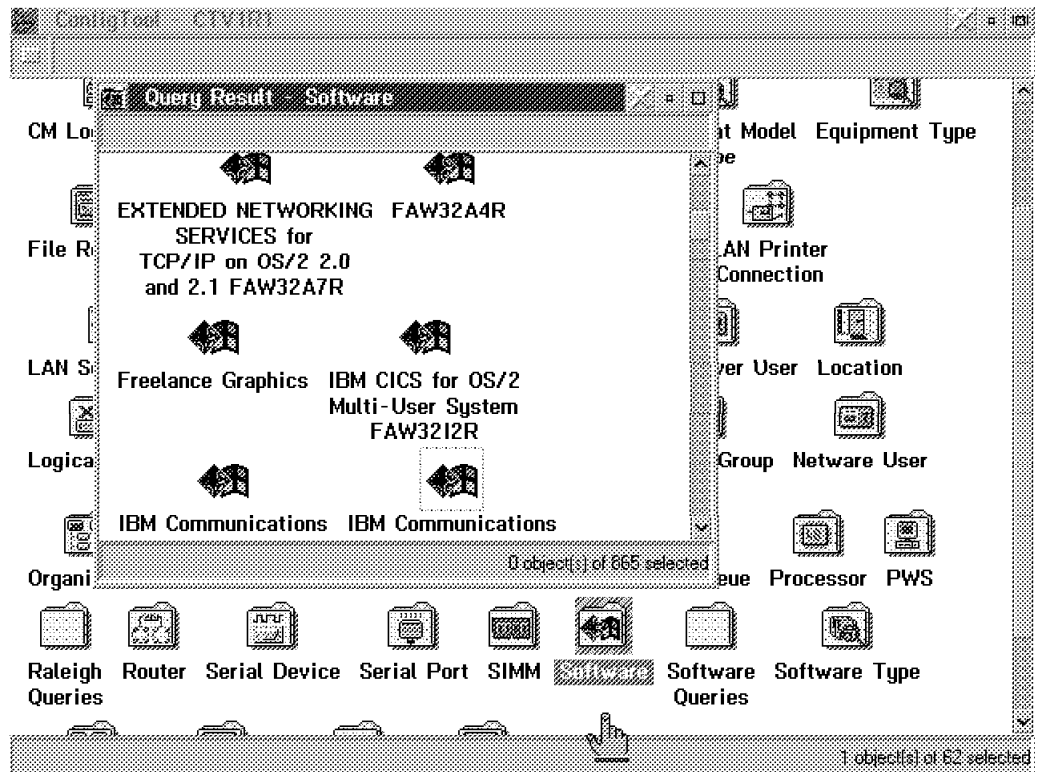 ConfigTool - CTV1R1
Query Result - Software
CM Lo
Model Equipment Type
EXTENDED NETWORKING SERVICES for TCP/IP on OS/2 2.0 and 2.1 FAW32A7R
FAW32A4R
File R
LAN Printer Connection
LAN S
Freelance Graphics
IBM CICS for OS/2 Multi-User System FAW32I2R
ver User
Location
Logica
IBM Communications
IBM Communications
Group
Netware User
0 object(s) of 865 selected
Organi
eue
Processor
PWS
Raleigh Queries
Router
Serial Device
Serial Port
SIMM
Software
Software Queries
Software Type
1 object(s) of 62 selected